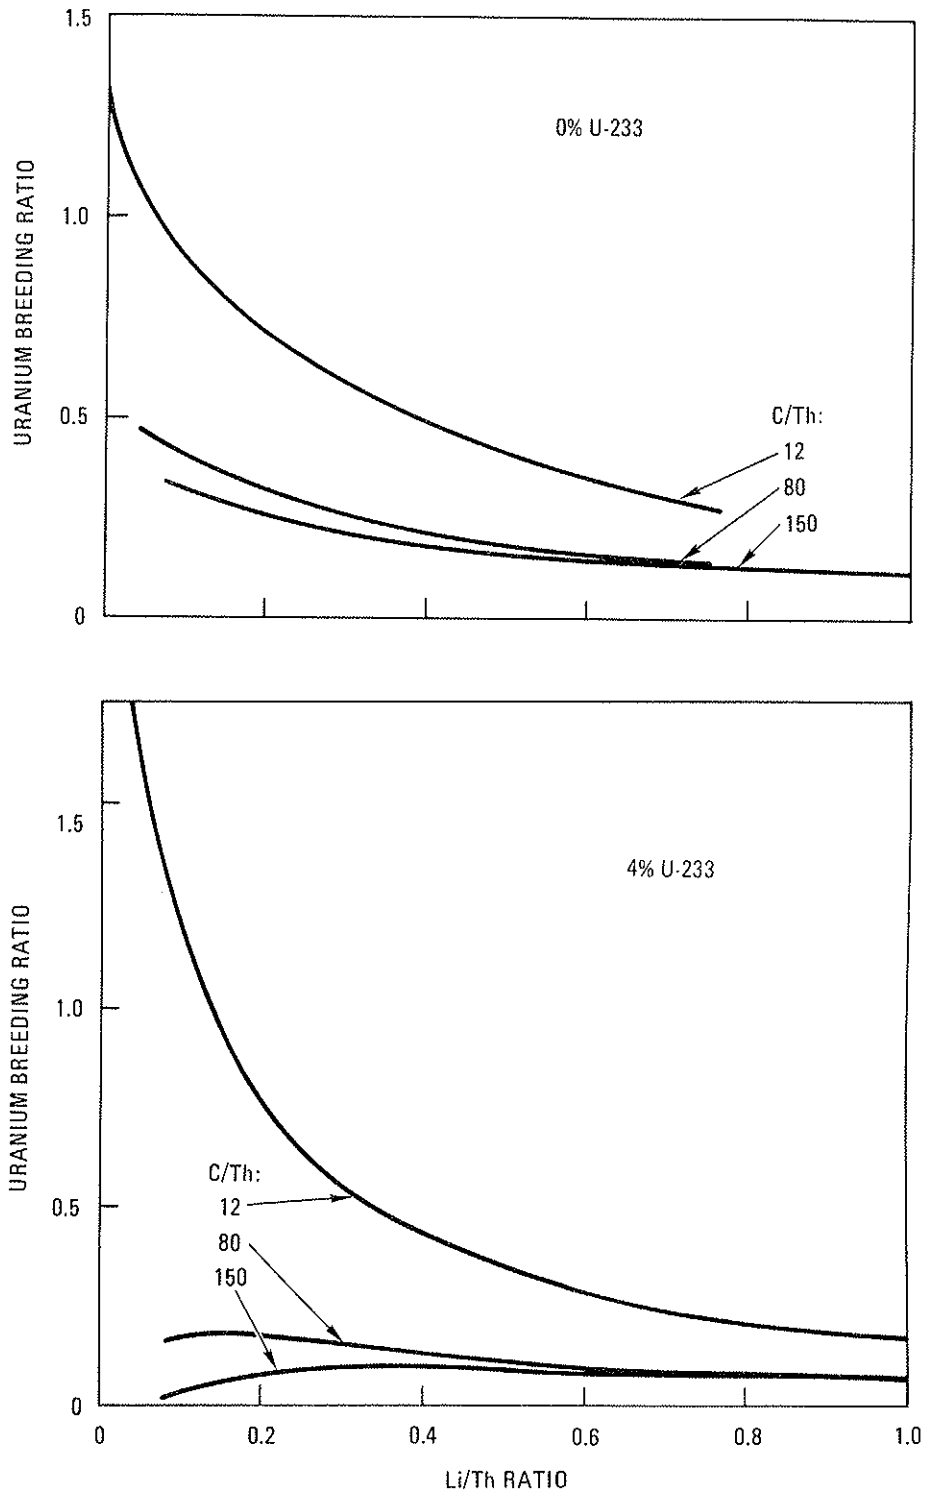 1.5
0% U-233
1.0
URANIUM BREEDING RATIO
0.5
C/Th:
12
80
150
0
1.5
4% U-233
URANIUM BREEDING RATIO
1.0
C/Th:
12
0.5
80
150
0
0 0.2 0.4 0.6 0.8 1.0
Li/Th RATIO